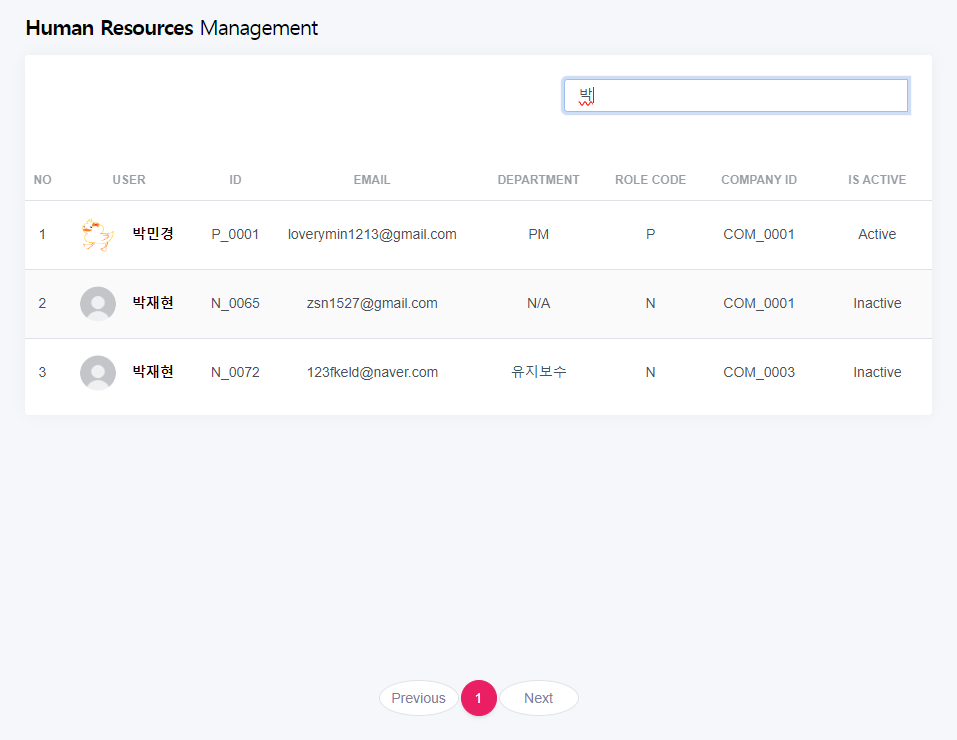 Human Resources Management
박
NO USER ID EMAIL DEPARTMENT ROLE CODE COMPANY ID IS ACTIVE
1 박민경 P_0001 loverymin1213@gmail.com PM P COM_0001 Active
2 박재현 N_0065 zsn1527@gmail.com N/A N COM_0001 Inactive
3 박재현 N_0072 123fkeld@naver.com 유지보수 N COM_0003 Inactive
Previous 1 Next